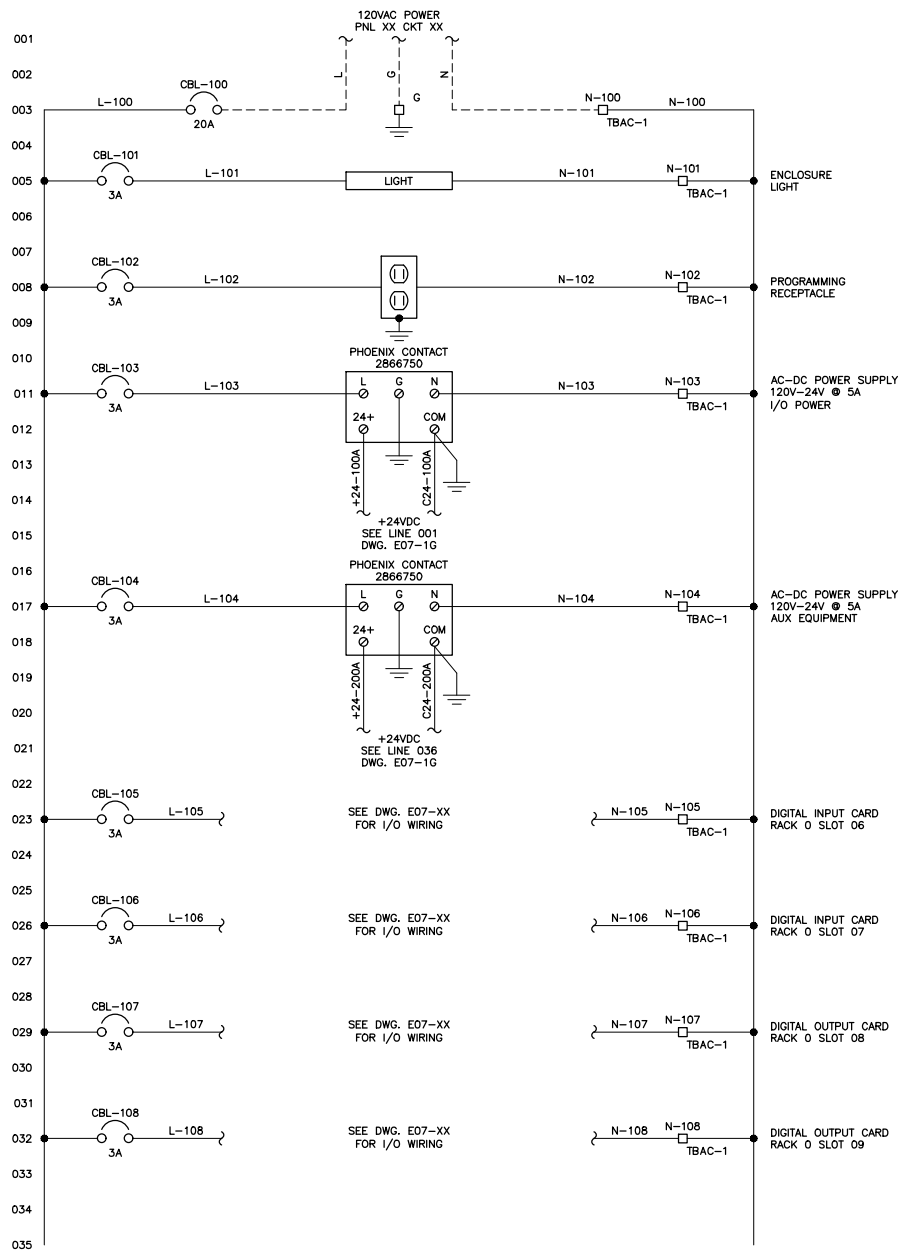 120VAC POWER
PNL XX CKT XX
001
002
L
G
N
CBL-100
G
003
L-100
20A
N-100
N-100
TBAC-1
004
CBL-101
005
L-101
3A
LIGHT
N-101
N-101
TBAC-1
ENCLOSURE
LIGHT
006
007
CBL-102
008
L-102
3A
N-102
N-102
TBAC-1
PROGRAMMING
RECEPTACLE
009
010
PHOENIX CONTACT
2866750
CBL-103
011
L-103
3A
L G N
N-103
N-103
TBAC-1
AC-DC POWER SUPPLY
120V-24V @ 5A
I/O POWER
012
24+ COM
013
+24-100A
C24-100A
014
015
+24VDC
SEE LINE 001
DWG. E07-1G
016
PHOENIX CONTACT
2866750
CBL-104
017
L-104
3A
L G N
N-104
N-104
TBAC-1
AC-DC POWER SUPPLY
120V-24V @ 5A
AUX EQUIPMENT
018
24+ COM
019
+24-200A
C24-200A
020
021
+24VDC
SEE LINE 036
DWG. E07-1G
022
CBL-105
023
L-105
3A
SEE DWG. E07-XX
FOR I/O WIRING
N-105
N-105
TBAC-1
DIGITAL INPUT CARD
RACK 0 SLOT 06
024
025
CBL-106
026
L-106
3A
SEE DWG. E07-XX
FOR I/O WIRING
N-106
N-106
TBAC-1
DIGITAL INPUT CARD
RACK 0 SLOT 07
027
028
CBL-107
029
L-107
3A
SEE DWG. E07-XX
FOR I/O WIRING
N-107
N-107
TBAC-1
DIGITAL OUTPUT CARD
RACK 0 SLOT 08
030
031
CBL-108
032
L-108
3A
SEE DWG. E07-XX
FOR I/O WIRING
N-108
N-108
TBAC-1
DIGITAL OUTPUT CARD
RACK 0 SLOT 09
033
034
035